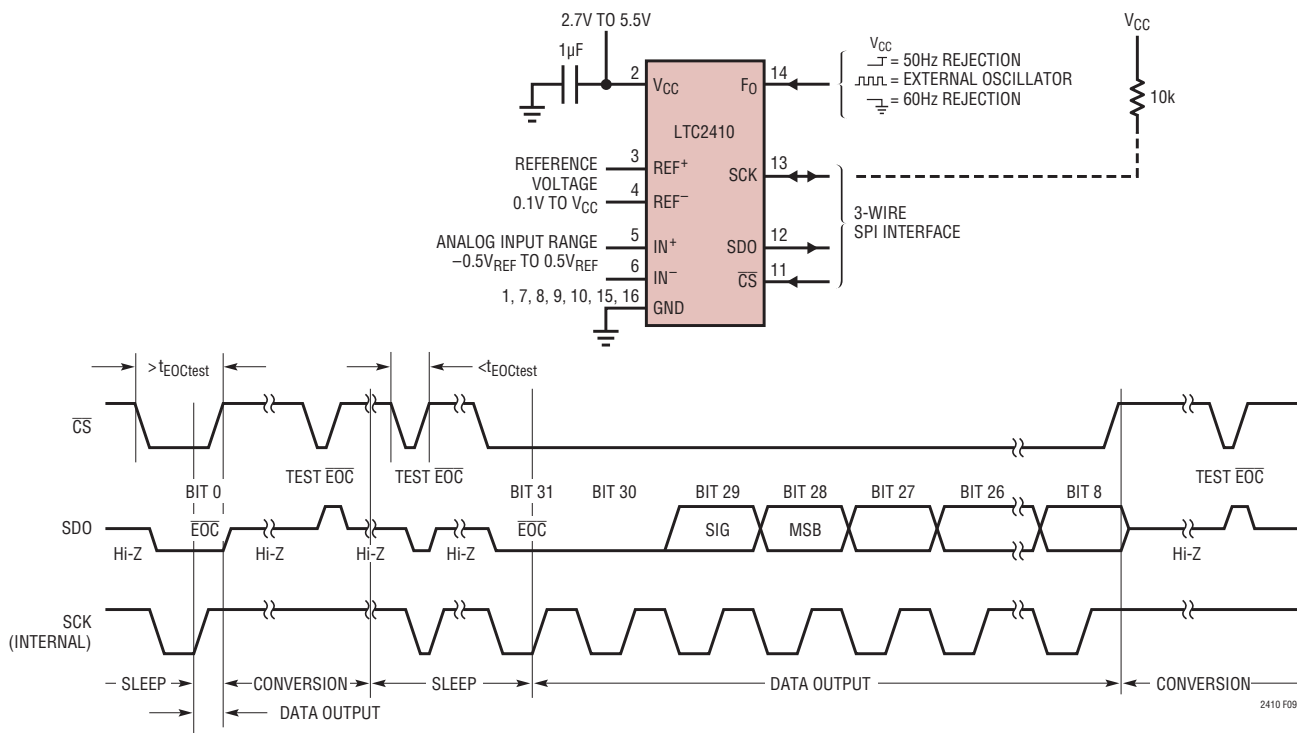 2.7V TO 5.5V
1µF
2
VCC
LTC2410
FO
14
VCC
= 50Hz REJECTION
= EXTERNAL OSCILLATOR
= 60Hz REJECTION
VCC
10k
REFERENCE
VOLTAGE
0.1V TO VCC
3
REF+
4
REF−
SCK
13
ANALOG INPUT RANGE
−0.5VREF TO 0.5VREF
5
IN+
6
IN−
SDO
12
CS
11
3-WIRE
SPI INTERFACE
1, 7, 8, 9, 10, 15, 16
GND
>tEOCtest
<tEOCtest
CS
TEST EOC
TEST EOC
TEST EOC
BIT 0
BIT 31
BIT 30
BIT 29
BIT 28
BIT 27
BIT 26
BIT 8
SDO
EOC
EOC
SIG
MSB
Hi-Z
Hi-Z
Hi-Z
Hi-Z
Hi-Z
SCK
(INTERNAL)
SLEEP
CONVERSION
SLEEP
DATA OUTPUT
CONVERSION
DATA OUTPUT
2410 F09